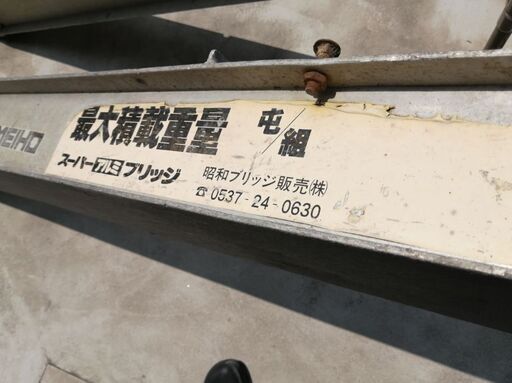 MEIHO
最大積載重量 屯/組
スーパーアルミブリッジ
昭和ブリッジ販売㈱
☎ 0537-24-0630